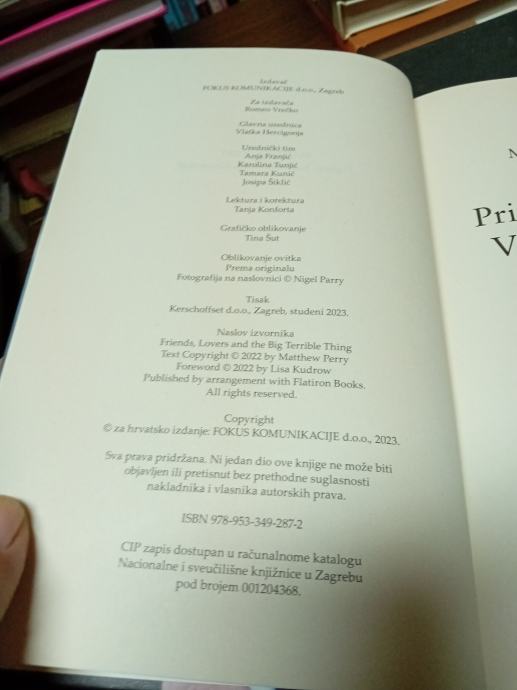 Izdavač
FOKUS KOMUNIKACIJE d.o.o., Zagreb
Za izdavača
Romeo Vrečko
Glavna urednica
Vlatka Hercigonja
Urednički tim
Anja Franjić
Karolina Tunjić
Tamara Kunić
Josipa Šiklić
Lektura i korektura
Tanja Konforta
Grafičko oblikovanje
Tina Šut
Oblikovanje ovitka
Prema originalu
Fotografija na naslovnici © Nigel Parry
Tisak
Kerschoffset d.o.o., Zagreb, studeni 2023.
Naslov izvornika
Friends, Lovers and the Big Terrible Thing
Text Copyright © 2022 by Matthew Perry
Foreword © 2022 by Lisa Kudrow
Published by arrangement with Flatiron Books.
All rights reserved.
Copyright
© za hrvatsko izdanje: FOKUS KOMUNIKACIJE d.o.o., 2023.
Sva prava pridržana. Ni jedan dio ove knjige ne može biti
objavljen ili pretisnut bez prethodne suglasnosti
nakladnika i vlasnika autorskih prava.
ISBN 978-953-349-287-2
CIP zapis dostupan u računalnome katalogu
Nacionalne i sveučilišne knjižnice u Zagrebu
pod brojem 001204368.
Pri
V